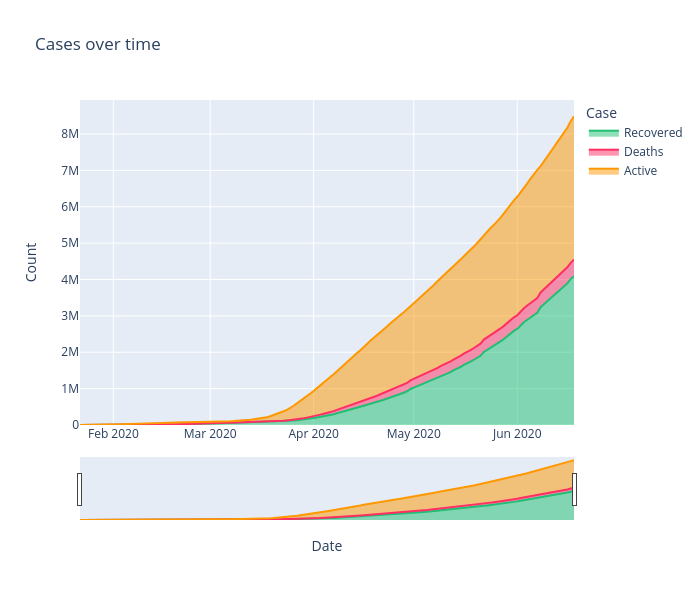 Cases over time
Case
Recovered
Deaths
Active
Count
8M
7M
6M
5M
4M
3M
2M
1M
0
Feb 2020
Mar 2020
Apr 2020
May 2020
Jun 2020
Date